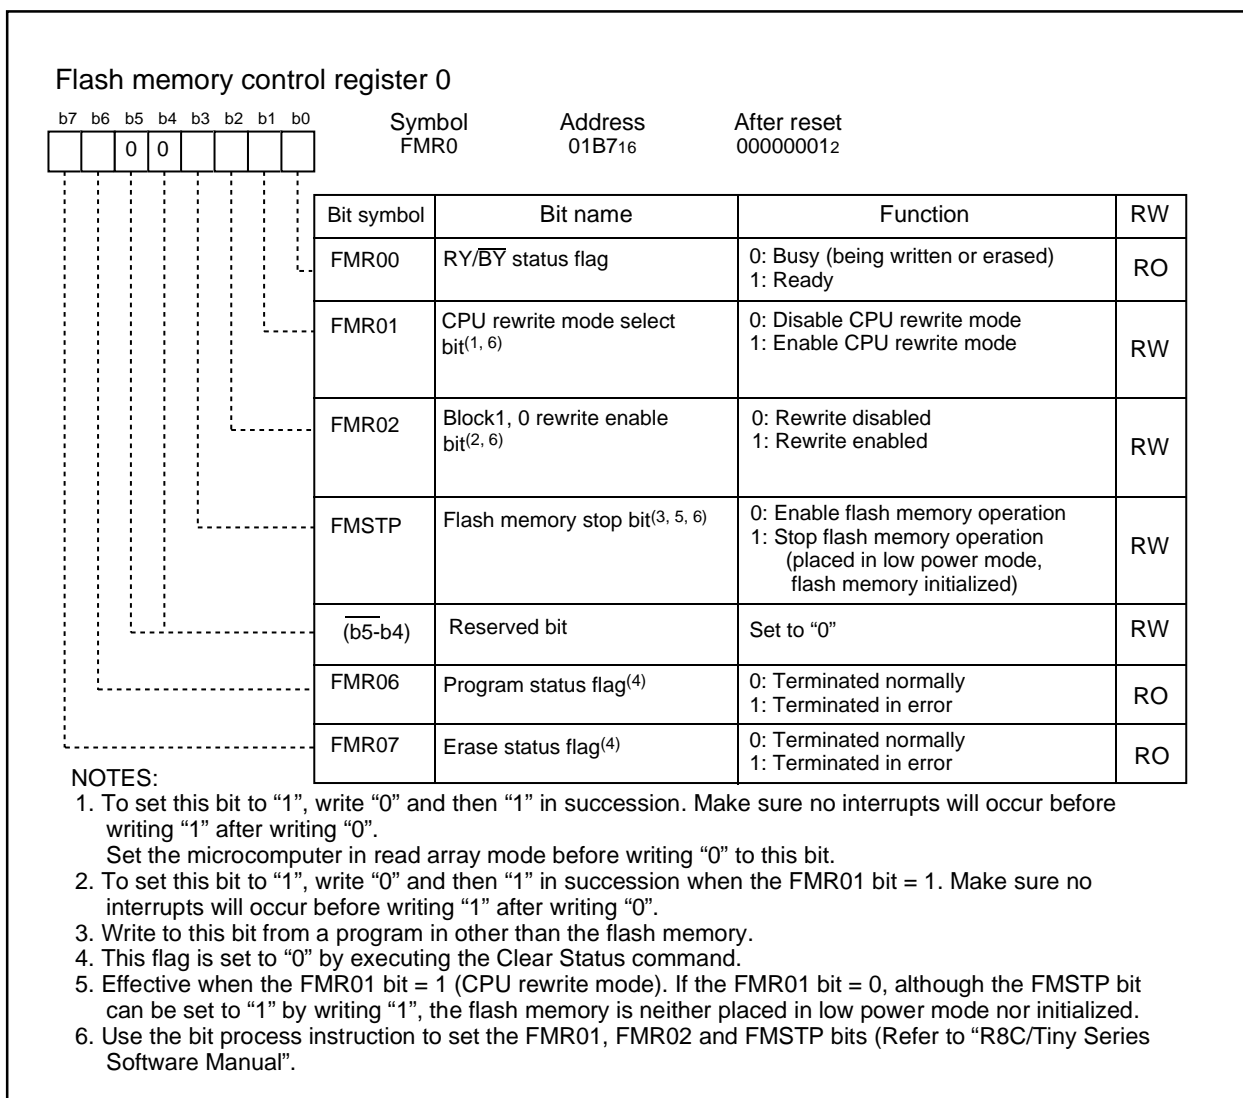 Flash memory control register 0
b7 b6 b5 b4 b3 b2 b1 b0
0 0
Symbol Address After reset
FMR0 01B716 000000012
Bit symbol Bit name Function RW
FMR00 RY/BY status flag 0: Busy (being written or erased) RO
1: Ready
FMR01 CPU rewrite mode select 0: Disable CPU rewrite mode RW
bit(1, 6) 1: Enable CPU rewrite mode
FMR02 Block1, 0 rewrite enable 0: Rewrite disabled RW
bit(2, 6) 1: Rewrite enabled
FMSTP Flash memory stop bit(3, 5, 6) 0: Enable flash memory operation RW
1: Stop flash memory operation
(placed in low power mode,
flash memory initialized)
(b5-b4) Reserved bit Set to “0” RW
FMR06 Program status flag(4) 0: Terminated normally RO
1: Terminated in error
FMR07 Erase status flag(4) 0: Terminated normally RO
1: Terminated in error
NOTES:
1. To set this bit to “1”, write “0” and then “1” in succession. Make sure no interrupts will occur before
writing “1” after writing “0”.
Set the microcomputer in read array mode before writing “0” to this bit.
2. To set this bit to “1”, write “0” and then “1” in succession when the FMR01 bit = 1. Make sure no
interrupts will occur before writing “1” after writing “0”.
3. Write to this bit from a program in other than the flash memory.
4. This flag is set to “0” by executing the Clear Status command.
5. Effective when the FMR01 bit = 1 (CPU rewrite mode). If the FMR01 bit = 0, although the FMSTP bit
can be set to “1” by writing “1”, the flash memory is neither placed in low power mode nor initialized.
6. Use the bit process instruction to set the FMR01, FMR02 and FMSTP bits (Refer to “R8C/Tiny Series
Software Manual”.